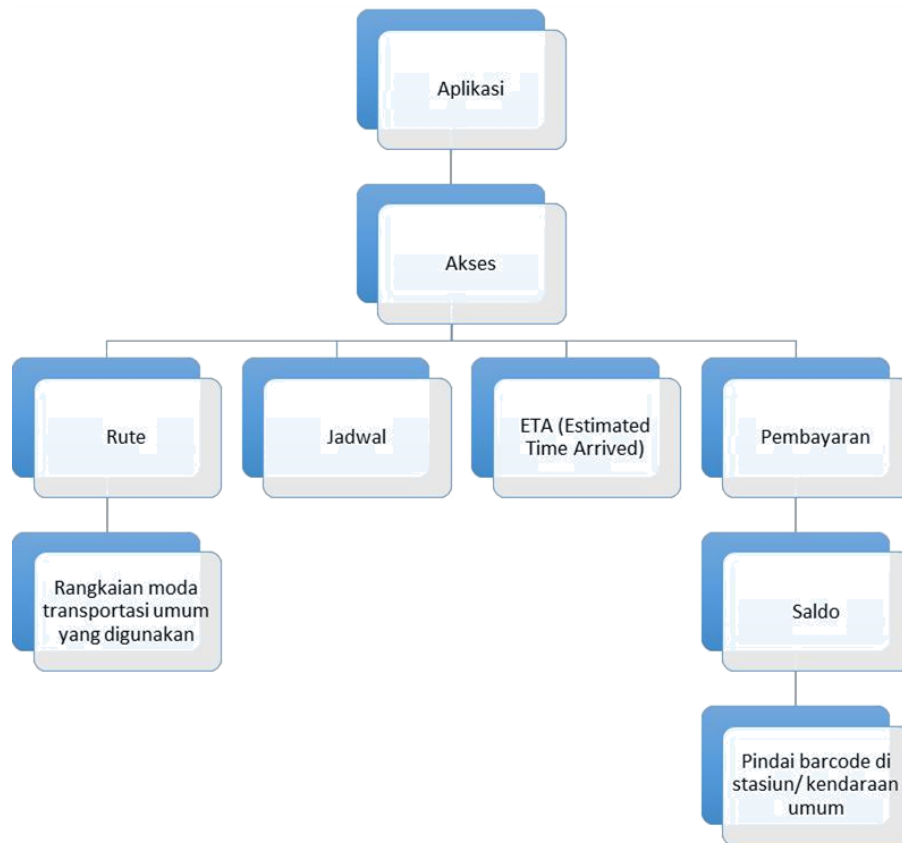 Aplikasi
Akses
Rute
Jadwal
ETA (Estimated
Time Arrived)
Pembayaran
Rangkaian moda
transportasi umum
yang digunakan
Saldo
Pindai barcode di
stasiun/ kendaraan
umum